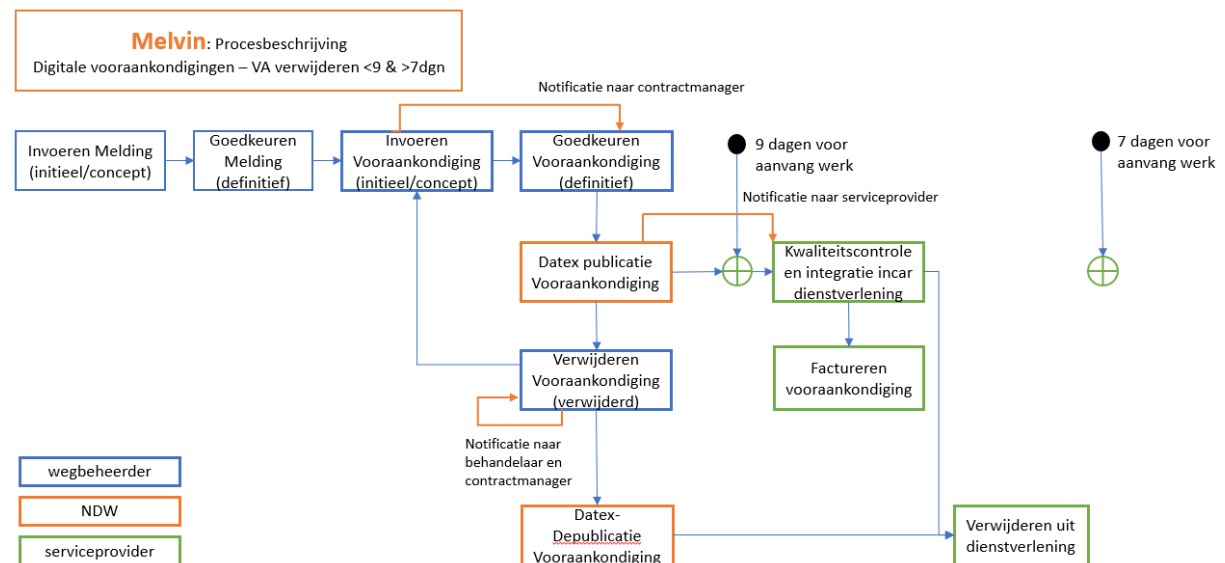 Melvin: Procesbeschrijving
Digitale vooraankondigingen – VA verwijderen <9 & >7dgn
Notificatie naar contractmanager
Invoeren Melding
(initieel/concept)
Goedkeuren
Melding
(definitief)
Invoeren
Vooraankondiging
(initieel/concept)
Goedkeuren
Vooraankondiging
(definitief)
9 dagen voor
aanvang werk
7 dagen voor
aanvang werk
Notificatie naar serviceprovider
Datex publicatie
Vooraankondiging
Kwaliteitscontrole
en integratie incar
dienstverlening
Verwijderen
Vooraankondiging
(verwijderd)
Factureren
vooraankondiging
Notificatie naar
behandelaar en
contractmanager
wegbeheerder
NDW
serviceprovider
Datex-
Depublicatie
Vooraankondiging
Verwijderen uit
dienstverlening